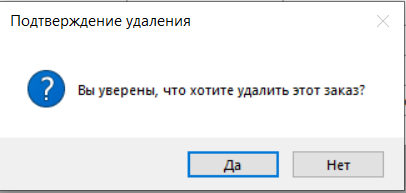 Подтверждение удаления
Вы уверены, что хотите удалить этот заказ?
Да
Нет